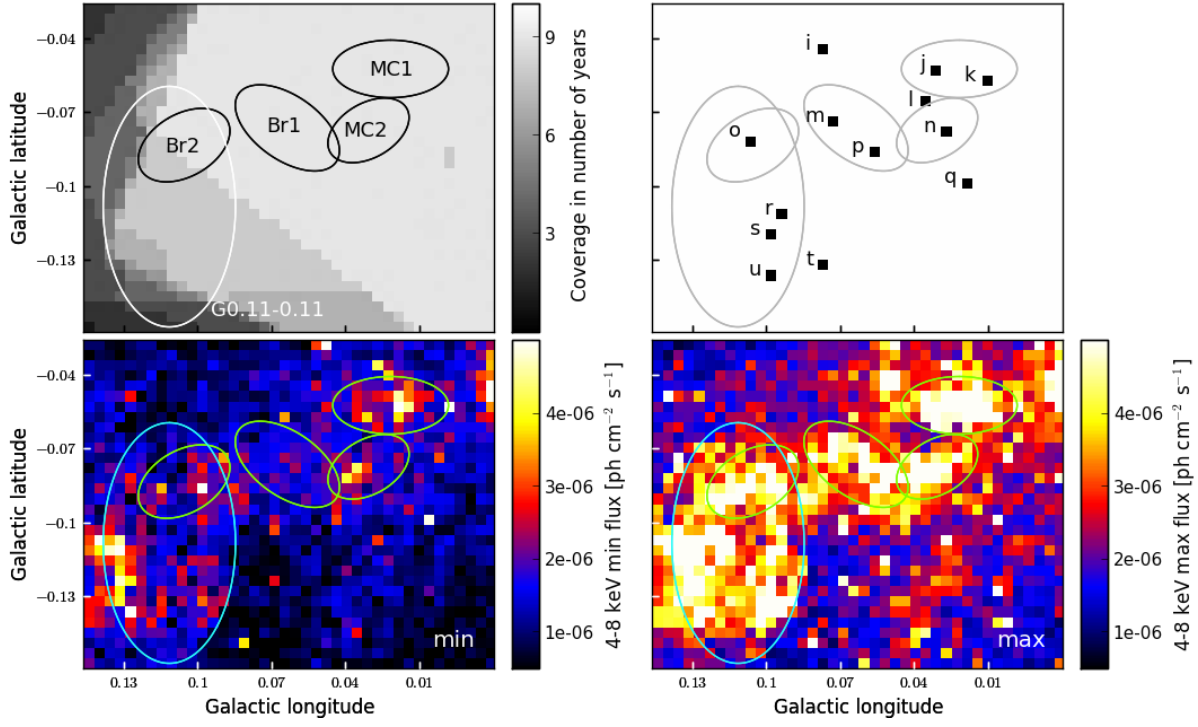 −0.04
−0.07
−0.1
−0.13
Galactic latitude
MC1
Br1
MC2
Br2
G0.11-0.11
9
6
3
Coverage in number of years
i
j
k
l
m
n
o
p
q
r
s
t
u
−0.04
−0.07
−0.1
−0.13
Galactic latitude
min
0.13
0.1
0.07
0.04
0.01
Galactic longitude
4e-06
3e-06
2e-06
1e-06
4-8 keV min flux [ph cm⁻² s⁻¹]
max
0.13
0.1
0.07
0.04
0.01
Galactic longitude
4e-06
3e-06
2e-06
1e-06
4-8 keV max flux [ph cm⁻² s⁻¹]